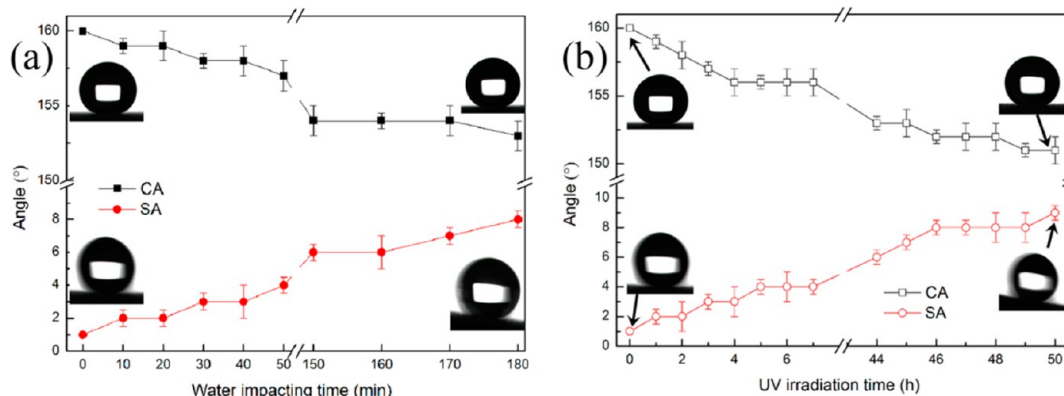 (a)
160
155
150
8
6
4
2
0
Angle (°)
CA
SA
0 10 20 30 40 50 150 160 170 180
Water impacting time (min)
(b)
160
155
150
10
8
6
4
2
0
Angle (°)
CA
SA
0 2 4 6 44 46 48 50
UV irradiation time (h)